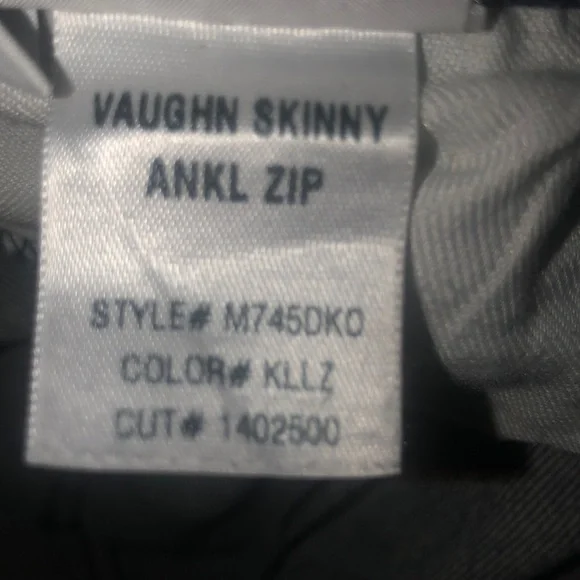 VAUGHN SKINNY
ANKL ZIP
STYLE# M745DKO
COLOR# KLLZ
CUT# 1402500